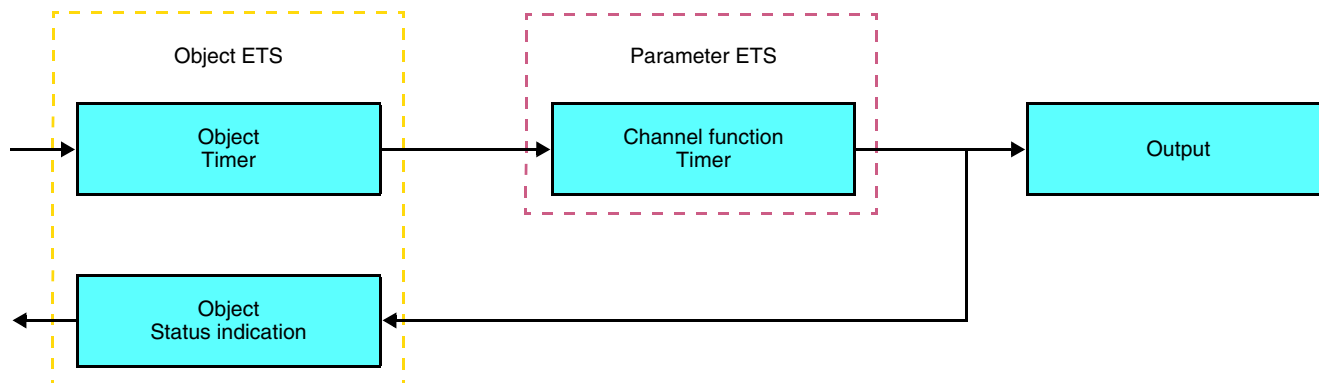 Object ETS
Parameter ETS
Object
Timer
Channel function
Timer
Output
Object
Status indication